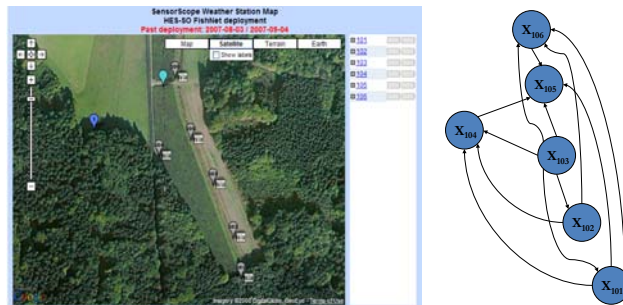 SensorScope Weather Station Map
HES-SO FishNet deployment
Past deployment: 2007-08-03 / 2007-09-04
Map Satellite Terrain Earth
Show labels
101
102
103
104
105
106
X106
X105
X104
X103
X102
X101